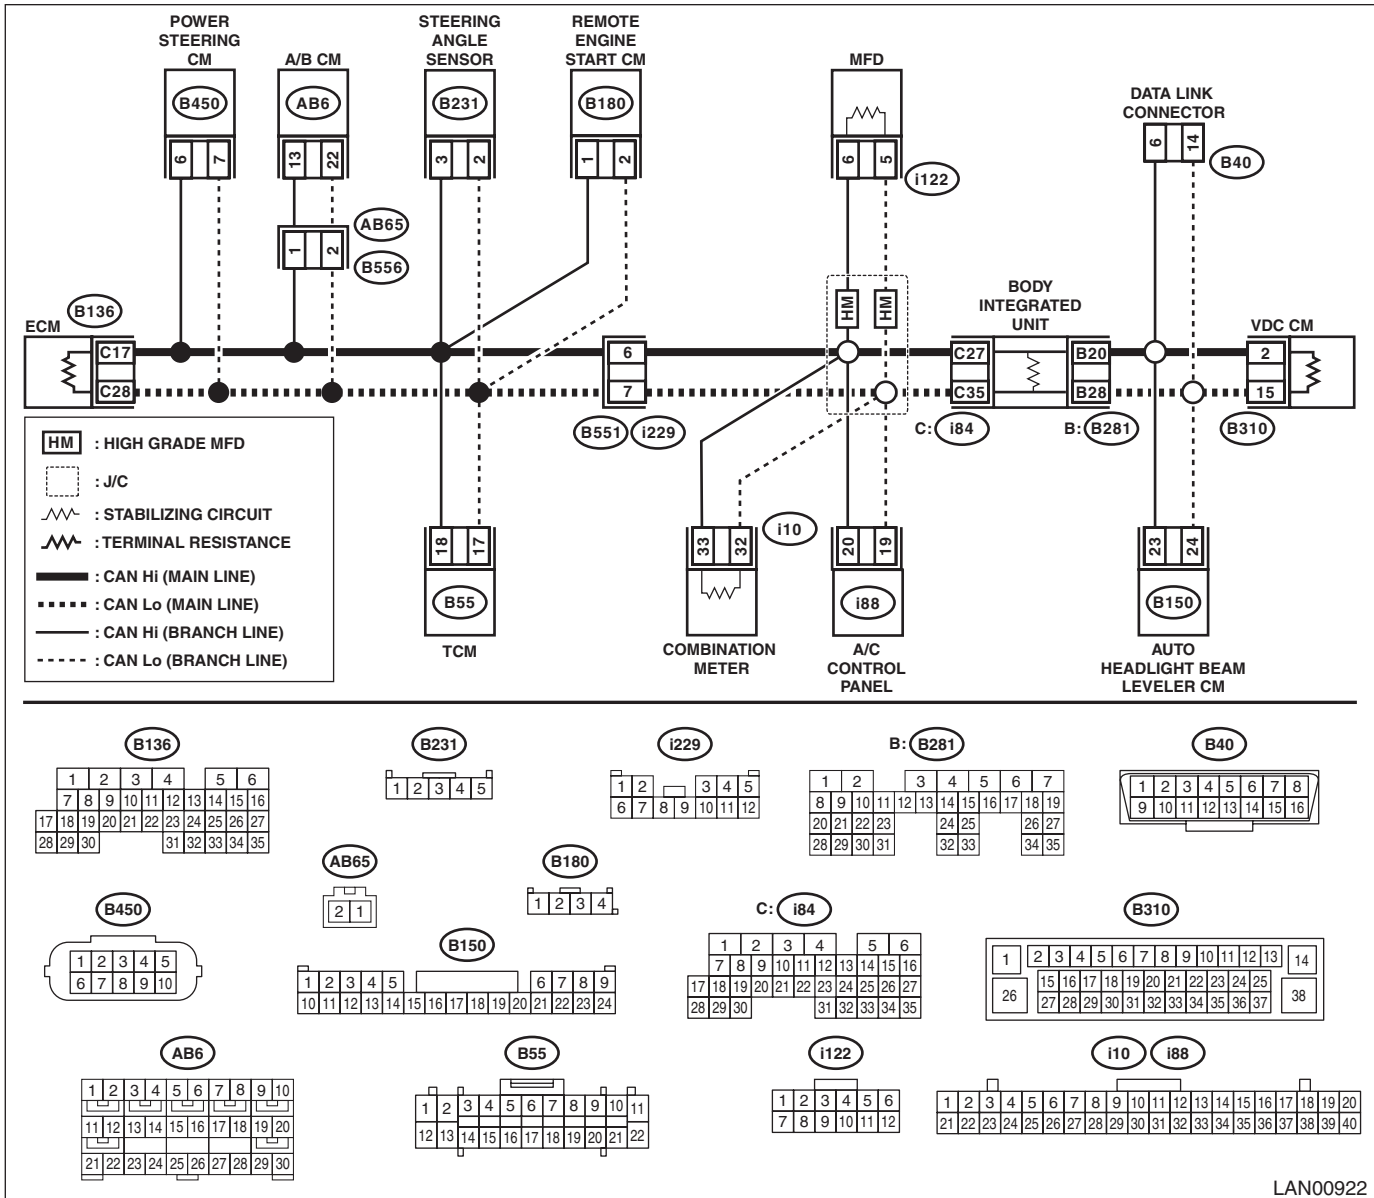 POWER
STEERING
CM
A/B CM
STEERING
ANGLE
SENSOR
REMOTE
ENGINE
START CM
MFD
DATA LINK
CONNECTOR
B450
AB6
B231
B180
6 7
13 22
3 2
1 2
6 5
6 14
i122
B40
AB65
1 2
B556
HM HM
BODY
INTEGRATED
UNIT
ECM
B136
VDC CM
C17
6
C27
B20
2
C28
7
C35
B28
15
B551
i229
C: i84
B: B281
B310
HM : HIGH GRADE MFD
: J/C
: STABILIZING CIRCUIT
: TERMINAL RESISTANCE
: CAN Hi (MAIN LINE)
: CAN Lo (MAIN LINE)
: CAN Hi (BRANCH LINE)
: CAN Lo (BRANCH LINE)
18 17
B55
TCM
i10
33 32
COMBINATION
METER
20 19
i88
A/C
CONTROL
PANEL
23 24
B150
AUTO
HEADLIGHT BEAM
LEVELER CM
B136
1 2 3 4 5 6
7 8 9 10 11 12 13 14 15 16
17 18 19 20 21 22 23 24 25 26 27
28 29 30 31 32 33 34 35
B231
1 2 3 4 5
i229
1 2 3 4 5
6 7 8 9 10 11 12
B: B281
1 2 3 4 5 6 7
8 9 10 11 12 13 14 15 16 17 18 19
20 21 22 23 24 25 26 27
28 29 30 31 32 33 34 35
B40
1 2 3 4 5 6 7 8
9 10 11 12 13 14 15 16
AB65
2 1
B180
1 2 3 4
B450
1 2 3 4 5
6 7 8 9 10
B150
1 2 3 4 5 6 7 8 9
10 11 12 13 14 15 16 17 18 19 20 21 22 23 24
C: i84
1 2 3 4 5 6
7 8 9 10 11 12 13 14 15 16
17 18 19 20 21 22 23 24 25 26 27
28 29 30 31 32 33 34 35
B310
1 2 3 4 5 6 7 8 9 10 11 12 13 14
15 16 17 18 19 20 21 22 23 24 25
26 27 28 29 30 31 32 33 34 35 36 37 38
AB6
1 2 3 4 5 6 7 8 9 10
11 12 13 14 15 16 17 18 19 20
21 22 23 24 25 26 27 28 29 30
B55
1 2 3 4 5 6 7 8 9 10 11
12 13 14 15 16 17 18 19 20 21 22
i122
1 2 3 4 5 6
7 8 9 10 11 12
i10 i88
1 2 3 4 5 6 7 8 9 10 11 12 13 14 15 16 17 18 19 20
21 22 23 24 25 26 27 28 29 30 31 32 33 34 35 36 37 38 39 40
LAN00922